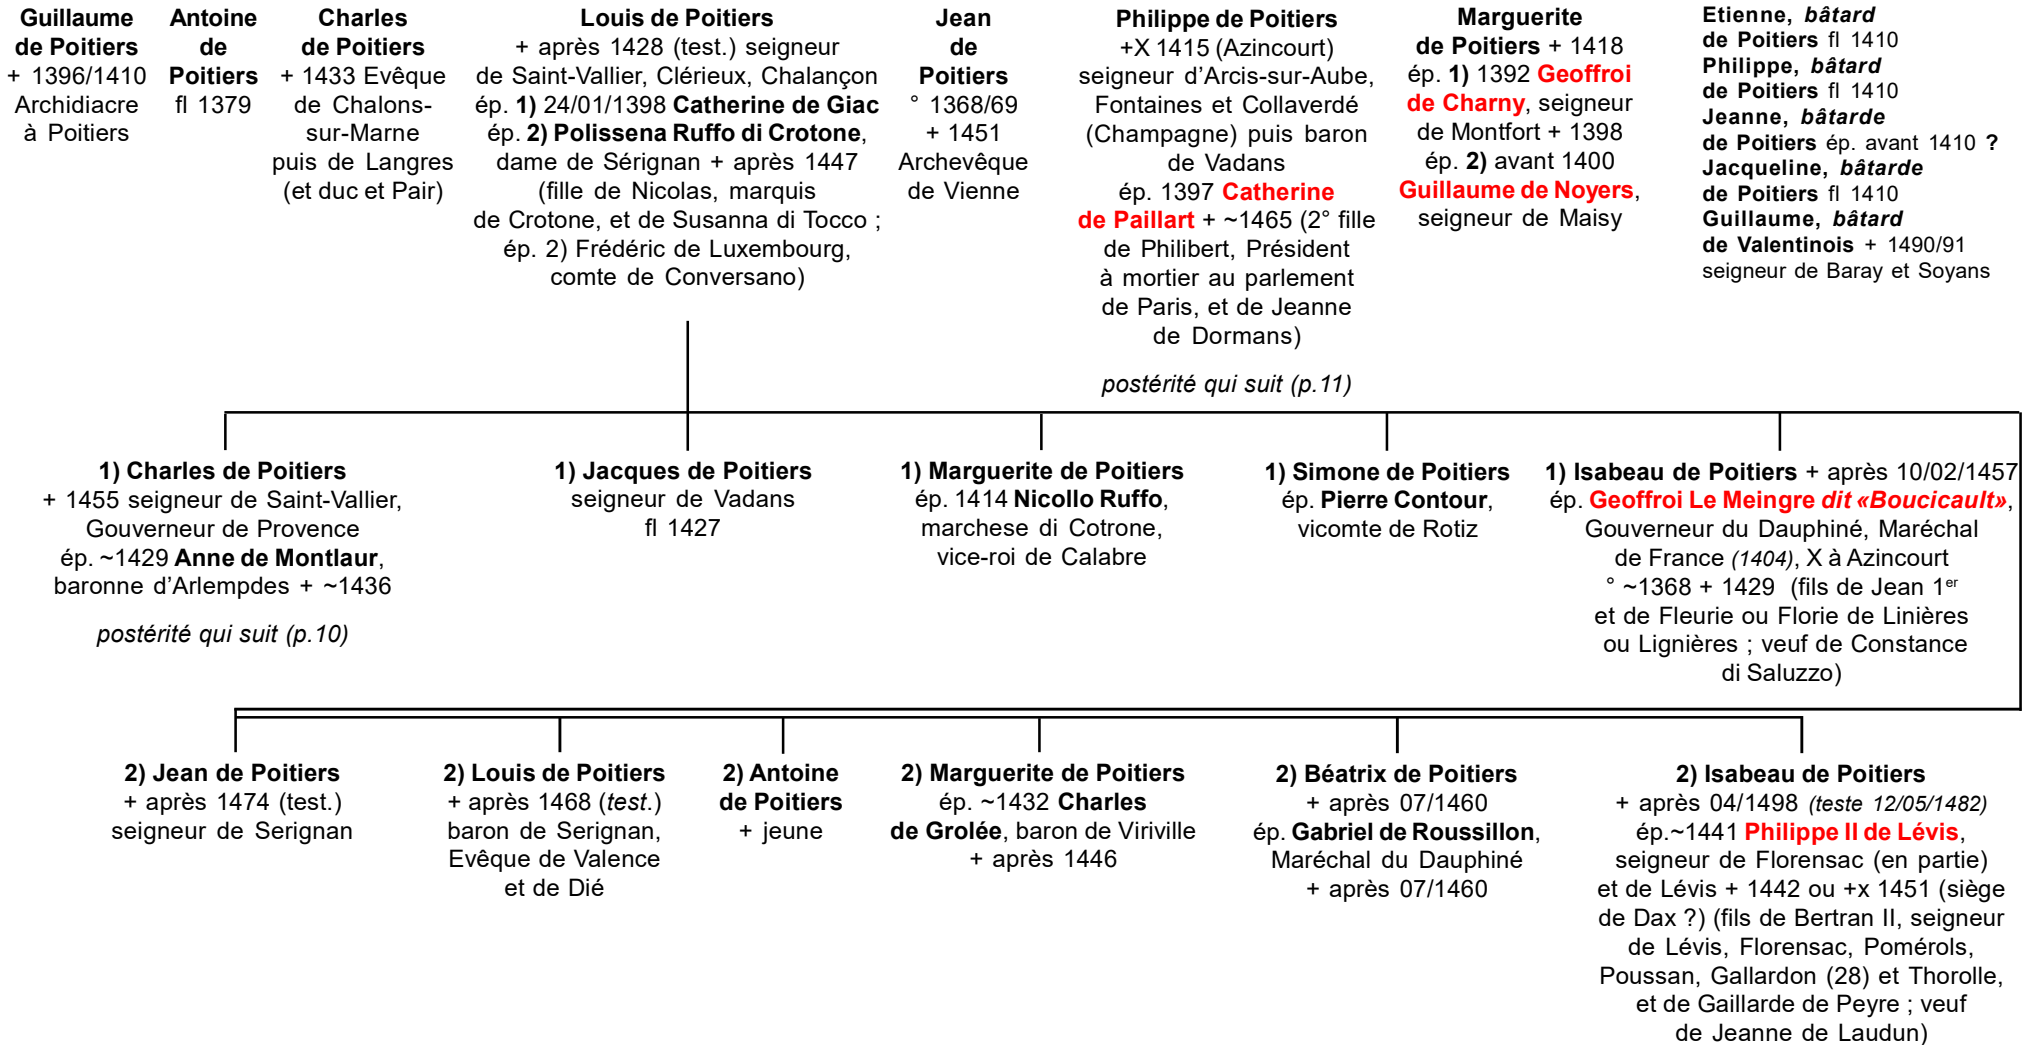 Guillaume
de Poitiers
+ 1396/1410
Archidiacre
à Poitiers
Antoine
de
Poitiers
fl 1379
Charles
de Poitiers
+ 1433 Evêque
de Chalons-
sur-Marne
puis de Langres
(et duc et Pair)
Louis de Poitiers
+ après 1428 (test.) seigneur
de Saint-Vallier, Clérieux, Chalançon
ép. 1) 24/01/1398 Catherine de Giac
ép. 2) Polissena Ruffo di Crotone,
dame de Sérignan + après 1447
(fille de Nicolas, marquis
de Crotone, et de Susanna di Tocco ;
ép. 2) Frédéric de Luxembourg,
comte de Conversano)
Jean
de
Poitiers
° 1368/69
+ 1451
Archevêque
de Vienne
Philippe de Poitiers
+X 1415 (Azincourt)
seigneur d'Arcis-sur-Aube,
Fontaines et Collaverdé
(Champagne) puis baron
de Vadans
ép. 1397 Catherine
de Paillart + ~1465 (2° fille
de Philibert, Président
à mortier au parlement
de Paris, et de Jeanne
de Dormans)
postérité qui suit (p.11)
Marguerite
de Poitiers + 1418
ép. 1) 1392 Geoffroi
de Charny, seigneur
de Montfort + 1398
ép. 2) avant 1400
Guillaume de Noyers,
seigneur de Maisy
Etienne, bâtard
de Poitiers fl 1410
Philippe, bâtard
de Poitiers fl 1410
Jeanne, bâtarde
de Poitiers ép. avant 1410 ?
Jacqueline, bâtarde
de Poitiers fl 1410
Guillaume, bâtard
de Valentinois + 1490/91
seigneur de Baray et Soyans
1) Charles de Poitiers
+ 1455 seigneur de Saint-Vallier,
Gouverneur de Provence
ép. ~1429 Anne de Montlaur,
baronne d'Arlempdes + ~1436
postérité qui suit (p.10)
1) Jacques de Poitiers
seigneur de Vadans
fl 1427
1) Marguerite de Poitiers
ép. 1414 Nicollo Ruffo,
marchese di Cotrone,
vice-roi de Calabre
1) Simone de Poitiers
ép. Pierre Contour,
vicomte de Rotiz
1) Isabeau de Poitiers + après 10/02/1457
ép. Geoffroi Le Meingre dit «Boucicault»,
Gouverneur du Dauphiné, Maréchal
de France (1404), X à Azincourt
° ~1368 + 1429 (fils de Jean 1er
et de Fleurie ou Florie de Linières
ou Lignières ; veuf de Constance
di Saluzzo)
2) Jean de Poitiers
+ après 1474 (test.)
seigneur de Serignan
2) Louis de Poitiers
+ après 1468 (test.)
baron de Serignan,
Evêque de Valence
et de Dié
2) Antoine
de Poitiers
+ jeune
2) Marguerite de Poitiers
ép. ~1432 Charles
de Grolée, baron de Viriville
+ après 1446
2) Béatrix de Poitiers
+ après 07/1460
ép. Gabriel de Roussillon,
Maréchal du Dauphiné
+ après 07/1460
2) Isabeau de Poitiers
+ après 04/1498 (teste 12/05/1482)
ép.~1441 Philippe II de Lévis,
seigneur de Florensac (en partie)
et de Lévis + 1442 ou +x 1451 (siège
de Dax ?) (fils de Bertran II, seigneur
de Lévis, Florensac, Pomérols,
Poussan, Gallardon (28) et Thorolle,
et de Gaillarde de Peyre ; veuf
de Jeanne de Laudun)